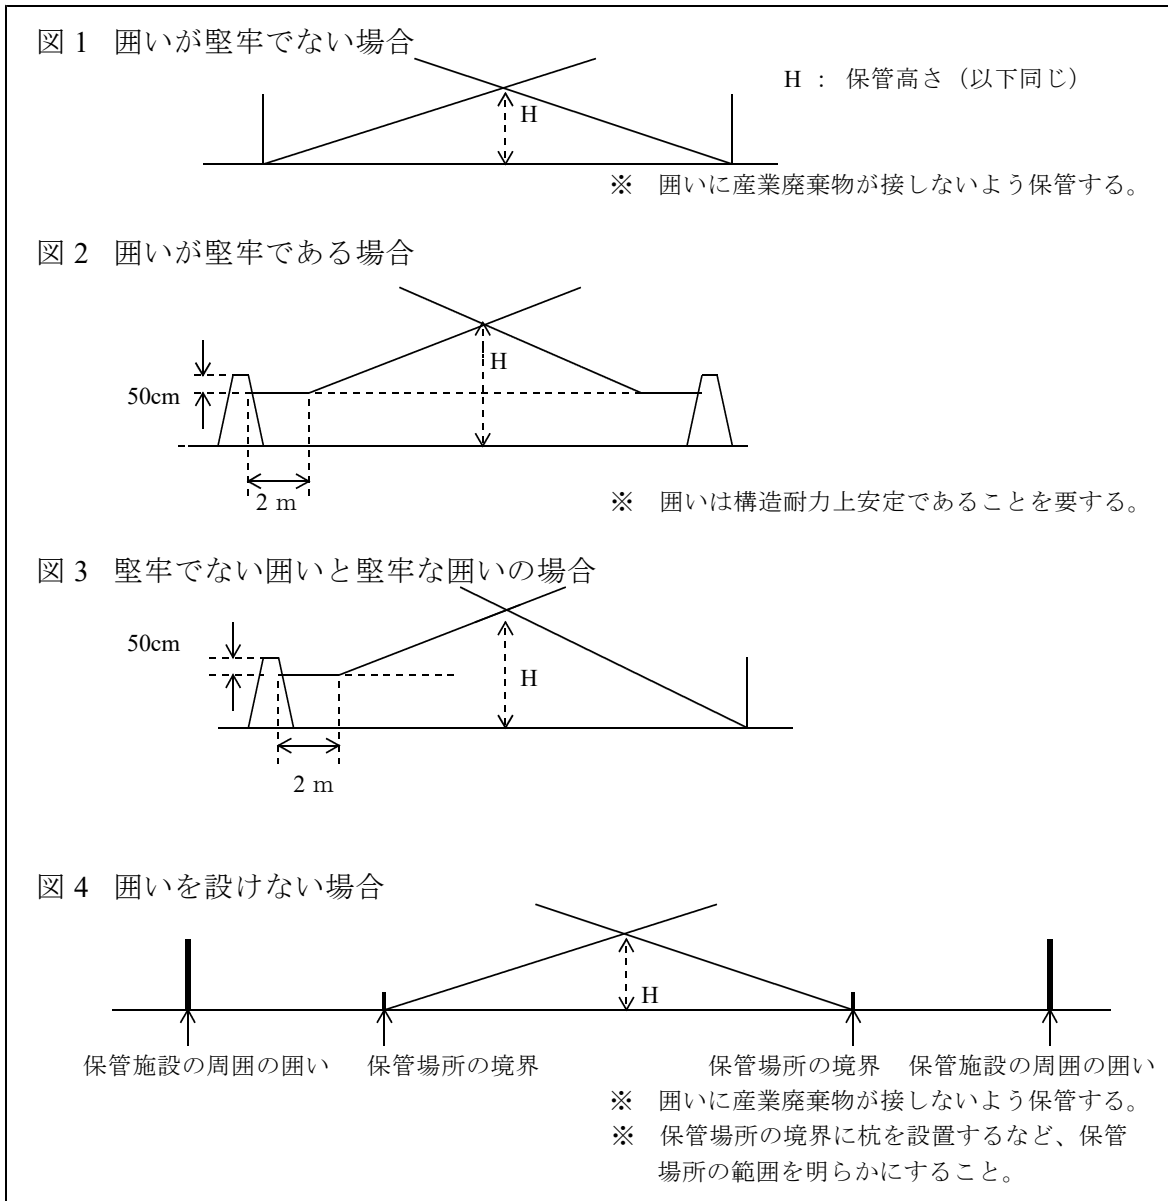 図 1 囲いが堅牢でない場合
H : 保管高さ（以下同じ）
H
※ 囲いに産業廃棄物が接しないよう保管する。
図 2 囲いが堅牢である場合
H
50cm
2 m
※ 囲いは構造耐力上安定であることを要する。
図 3 堅牢でない囲いと堅牢な囲いの場合
50cm
H
2 m
図 4 囲いを設けない場合
H
保管施設の周囲の囲い 保管場所の境界 保管場所の境界 保管施設の周囲の囲い
※ 囲いに産業廃棄物が接しないよう保管する。
※ 保管場所の境界に杭を設置するなど、保管
場所の範囲を明らかにすること。